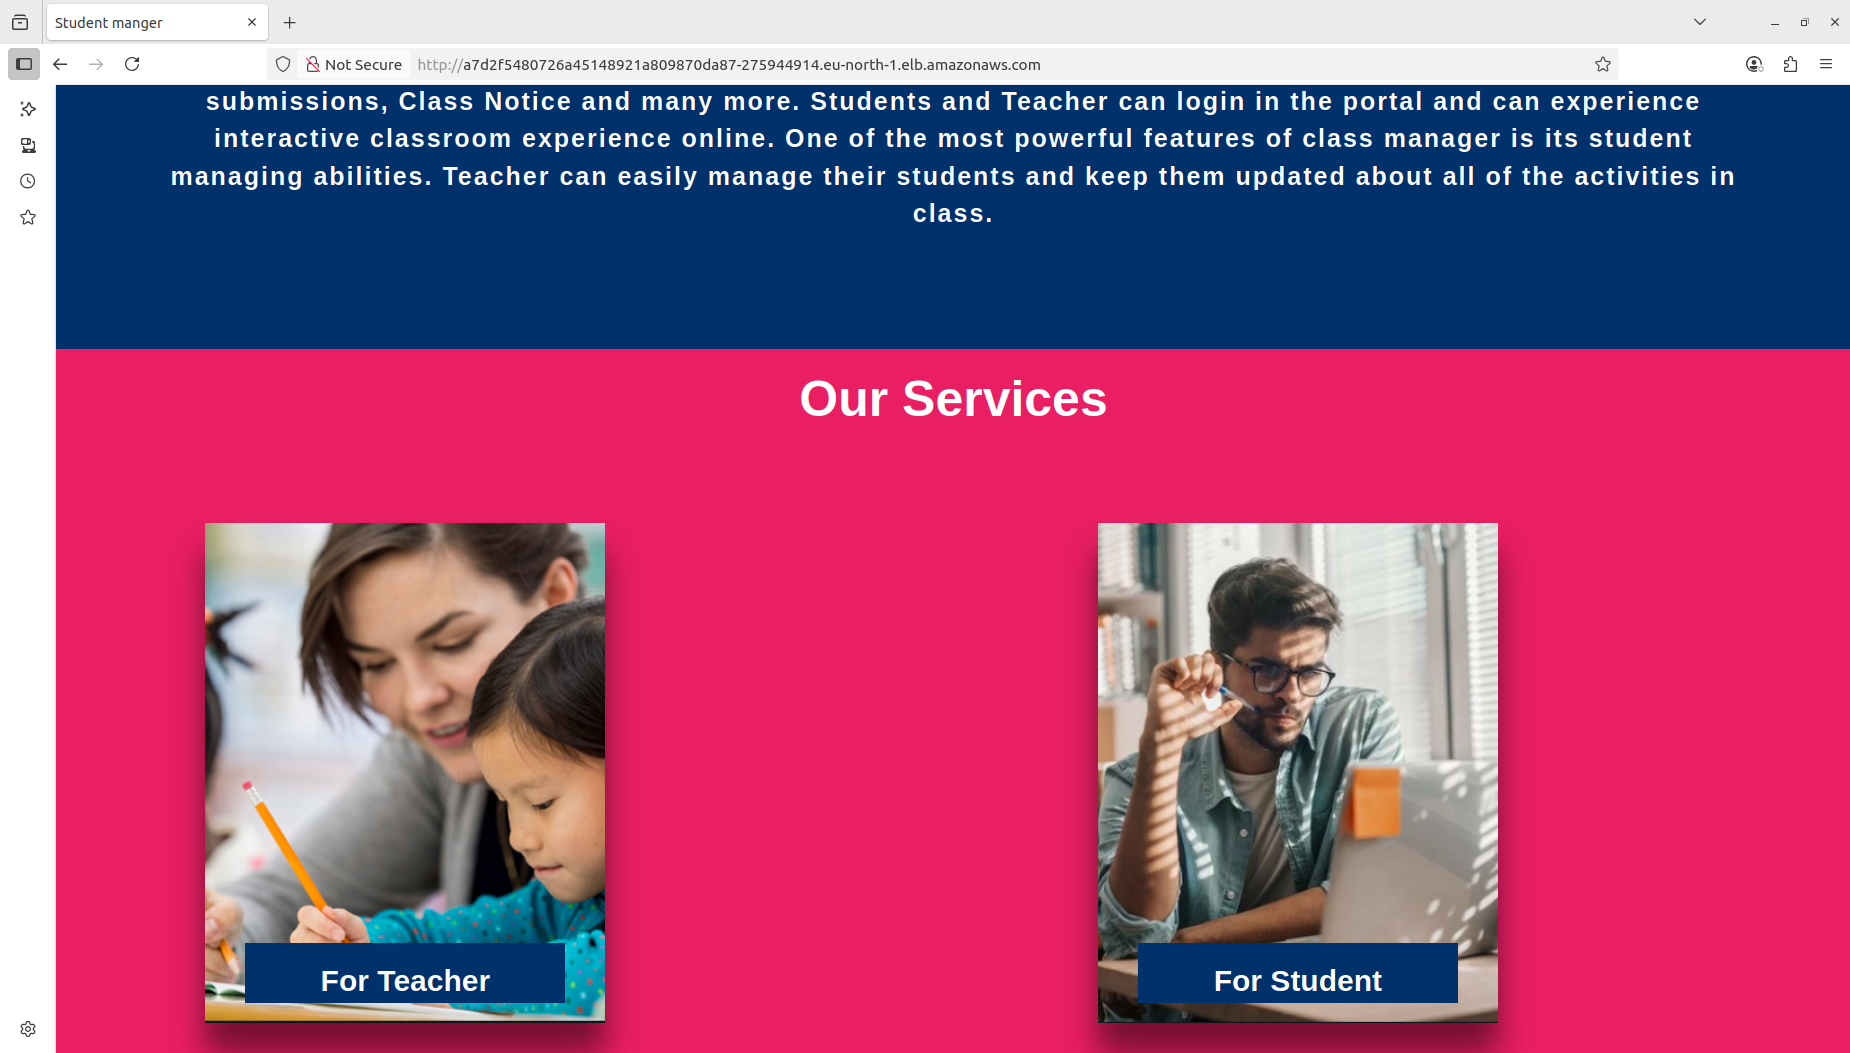 Student manger
Not Secure
http://a7d2f5480726a45148921a809870da87-275944914.eu-north-1.elb.amazonaws.com
submissions, Class Notice and many more. Students and Teacher can login in the portal and can experience
interactive classroom experience online. One of the most powerful features of class manager is its student
managing abilities. Teacher can easily manage their students and keep them updated about all of the activities in
class.
Our Services
For Teacher
For Student